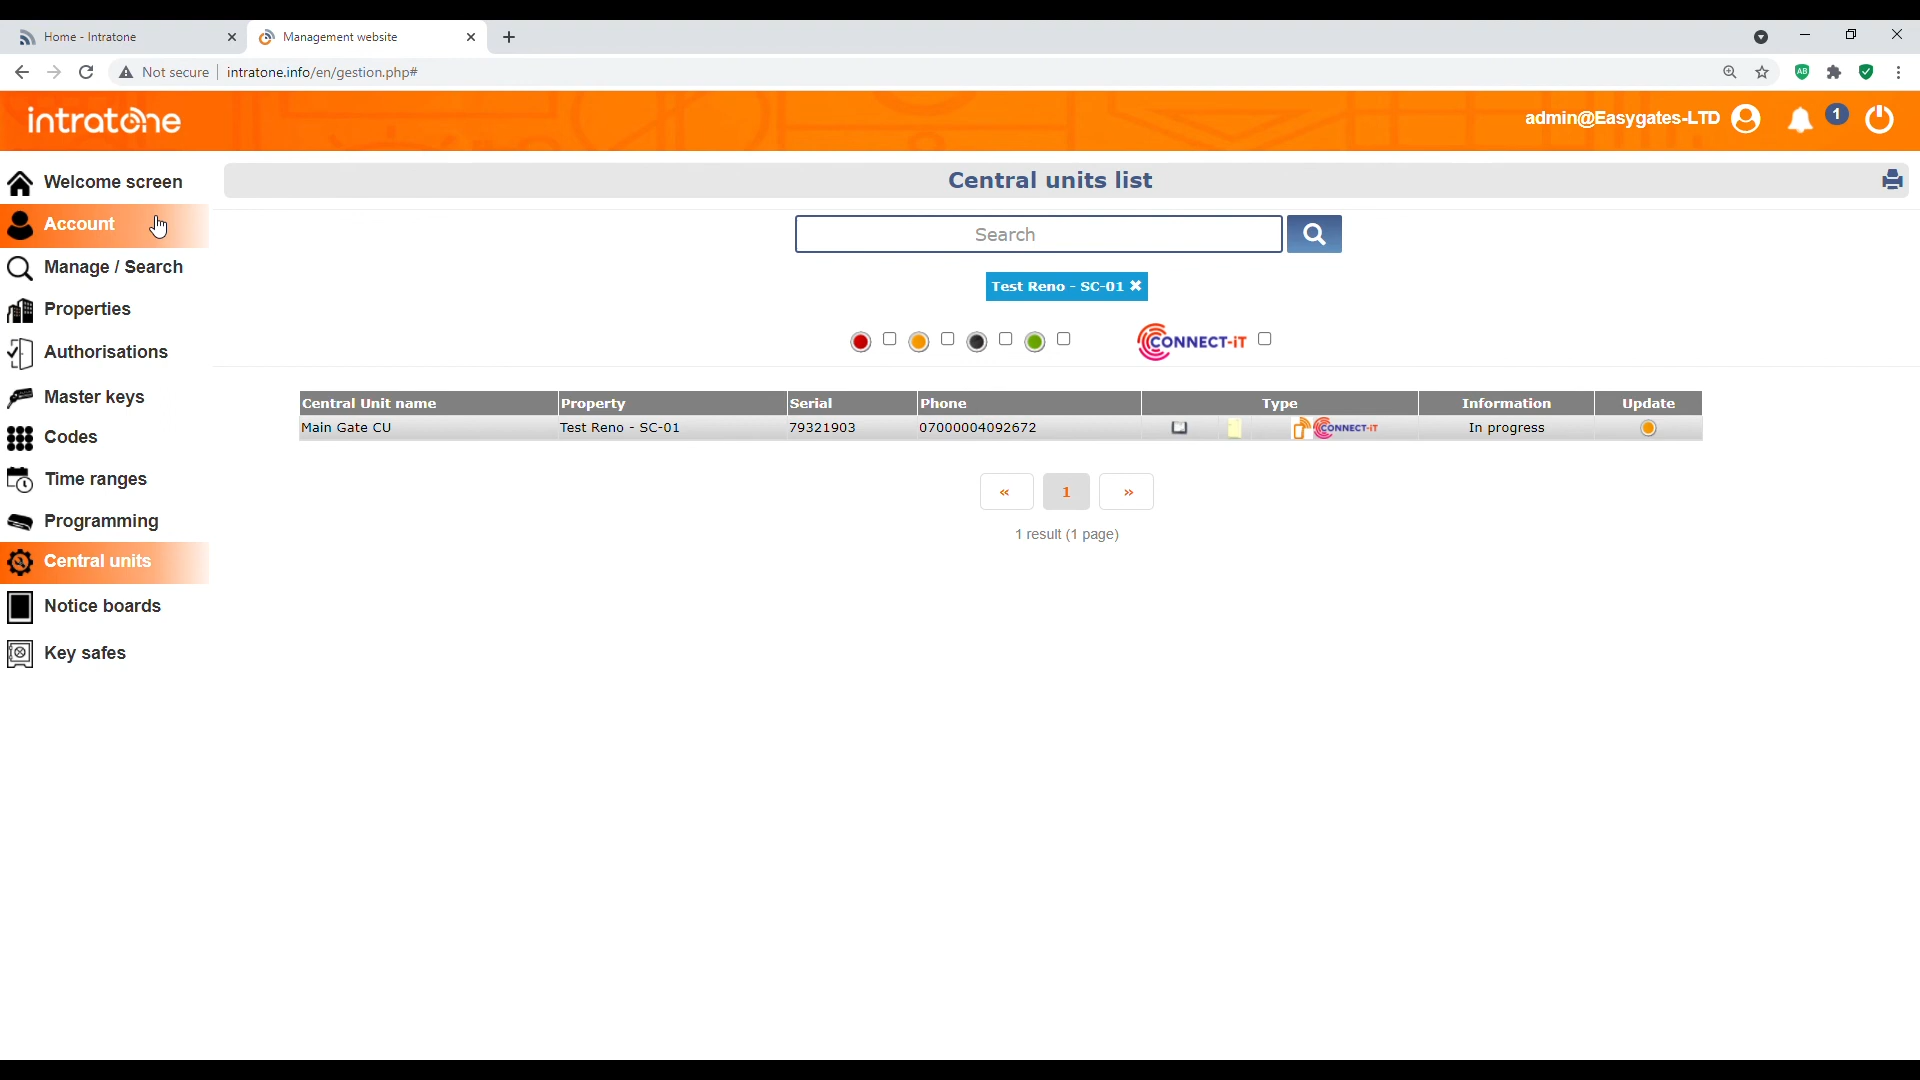 Home - Intratone
Management website
Not secure
intratone.info/en/gestion.php#
intratone
admin@Easygates-LTD
1
Welcome screen
Account
Manage / Search
Properties
Authorisations
Master keys
Codes
Time ranges
Programming
Central units
Notice boards
Key safes
Central units list
Search
Test Reno - SC-01 ✖
CONNECT-iT
Central Unit name Property Serial Phone Type Information Update
Main Gate CU Test Reno - SC-01 79321903 07000004092672 CONNECT-iT In progress
« 1 »
1 result (1 page)